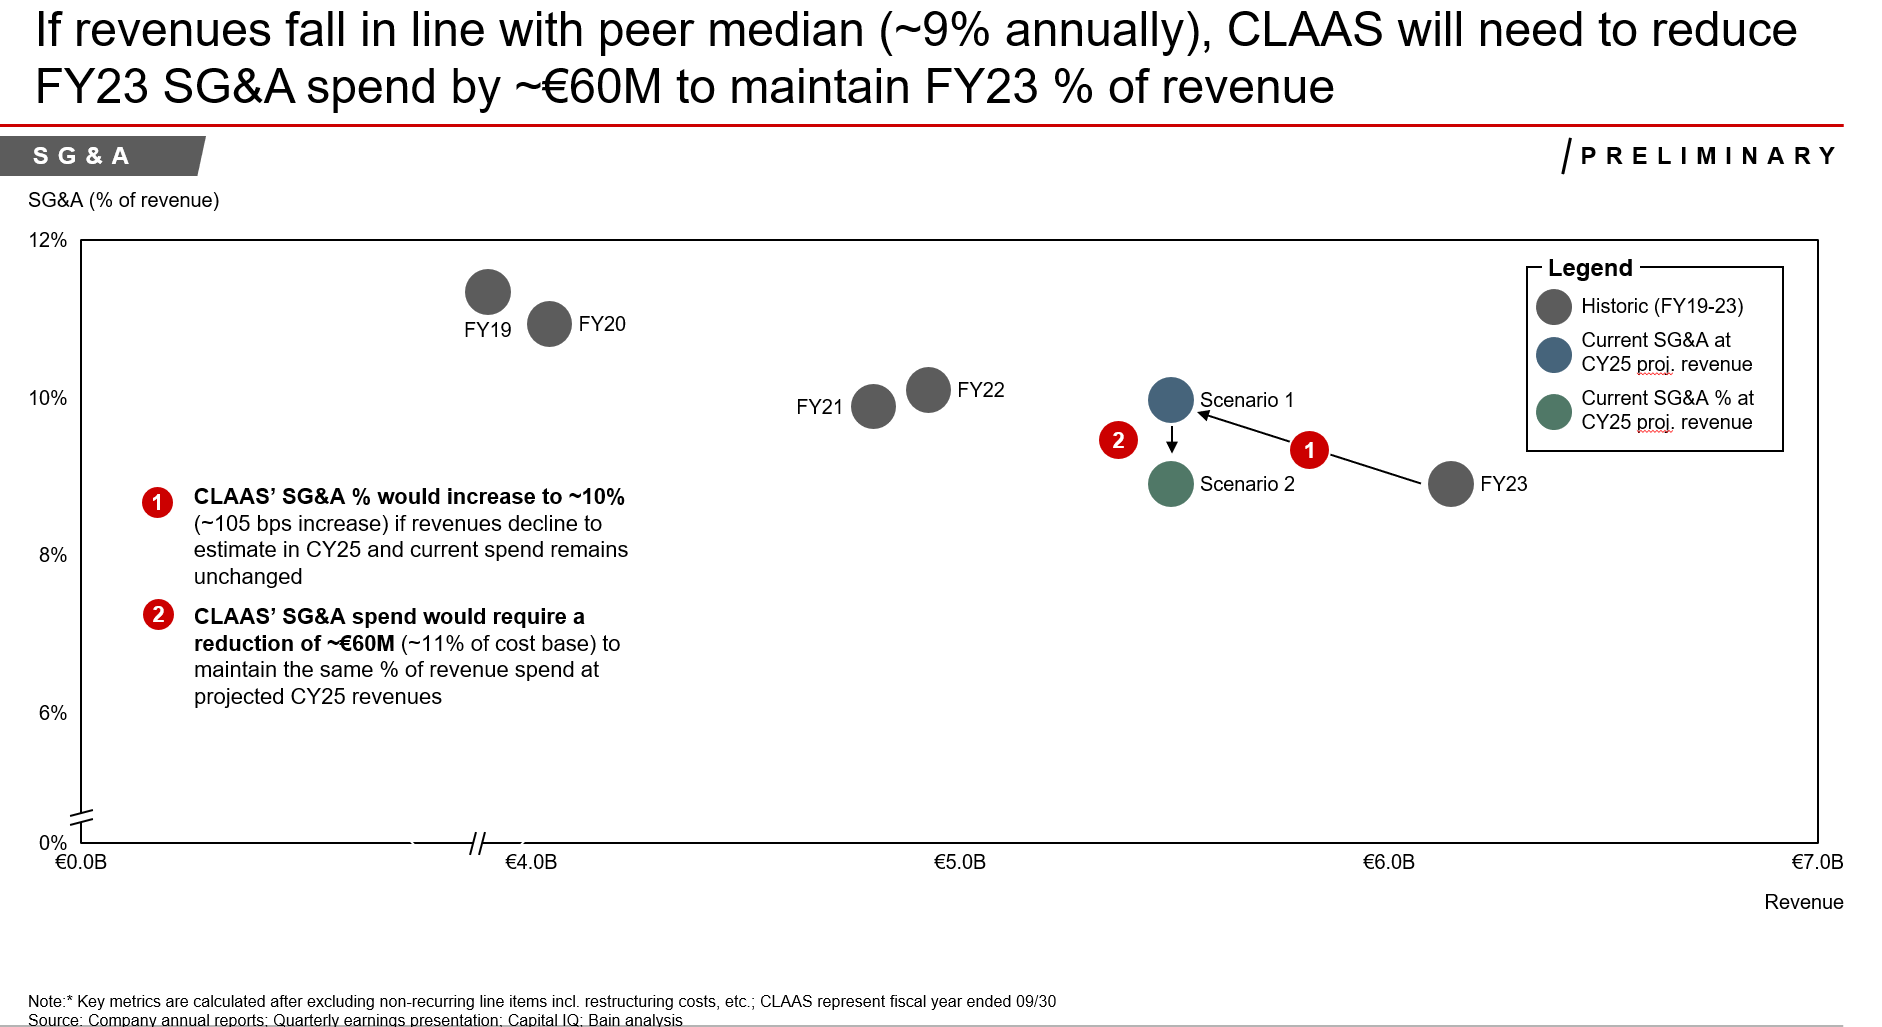 If revenues fall in line with peer median (~9% annually), CLAAS will need to reduce
FY23 SG&A spend by ~€60M to maintain FY23 % of revenue
SG&A
PRELIMINARY
SG&A (% of revenue)
12%
10%
8%
6%
0%
Legend
Historic (FY19-23)
Current SG&A at
CY25 proj. revenue
Current SG&A % at
CY25 proj. revenue
FY19
FY20
FY21
FY22
Scenario 1
2
1
Scenario 2
FY23
1
CLAAS’ SG&A % would increase to ~10%
(~105 bps increase) if revenues decline to
estimate in CY25 and current spend remains
unchanged
2
CLAAS’ SG&A spend would require a
reduction of ~€60M (~11% of cost base) to
maintain the same % of revenue spend at
projected CY25 revenues
€0.0B
€4.0B
€5.0B
€6.0B
€7.0B
Revenue
Note:* Key metrics are calculated after excluding non-recurring line items incl. restructuring costs, etc.; CLAAS represent fiscal year ended 09/30
Source: Company annual reports; Quarterly earnings presentation; Capital IQ; Bain analysis